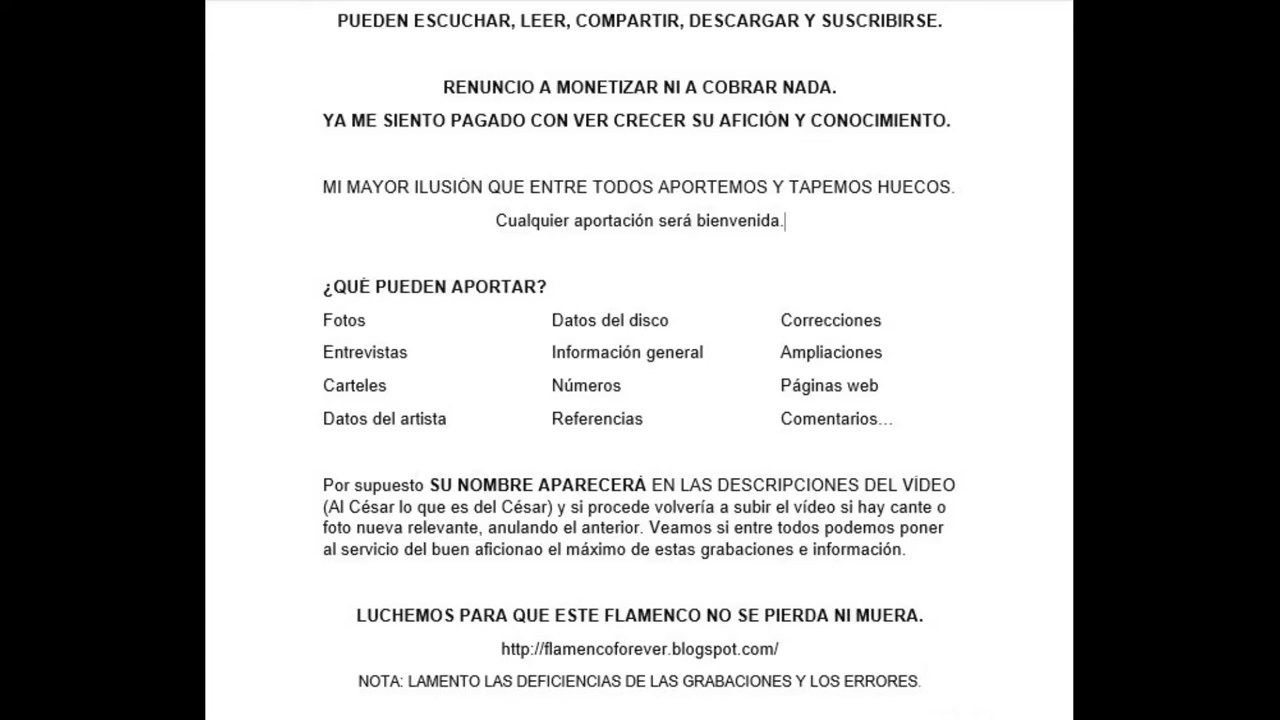 PUEDEN ESCUCHAR, LEER, COMPARTIR, DESCARGAR Y SUSCRIBIRSE.
RENUNCIO A MONETIZAR NI A COBRAR NADA.
YA ME SIENTO PAGADO CON VER CRECER SU AFICIÓN Y CONOCIMIENTO.
MI MAYOR ILUSIÓN QUE ENTRE TODOS APORTEMOS Y TAPEMOS HUECOS.
Cualquier aportación será bienvenida.
¿QUÉ PUEDEN APORTAR?
Fotos Datos del disco Correcciones
Entrevistas Información general Ampliaciones
Carteles Números Páginas web
Datos del artista Referencias Comentarios...
Por supuesto SU NOMBRE APARECERÁ EN LAS DESCRIPCIONES DEL VÍDEO
(Al César lo que es del César) y si procede volvería a subir el vídeo si hay cante o
foto nueva relevante, anulando el anterior. Veamos si entre todos podemos poner
al servicio del buen aficionao el máximo de estas grabaciones e información.
LUCHEMOS PARA QUE ESTE FLAMENCO NO SE PIERDA NI MUERA.
http://flamencoforever.blogspot.com/
NOTA: LAMENTO LAS DEFICIENCIAS DE LAS GRABACIONES Y LOS ERRORES.